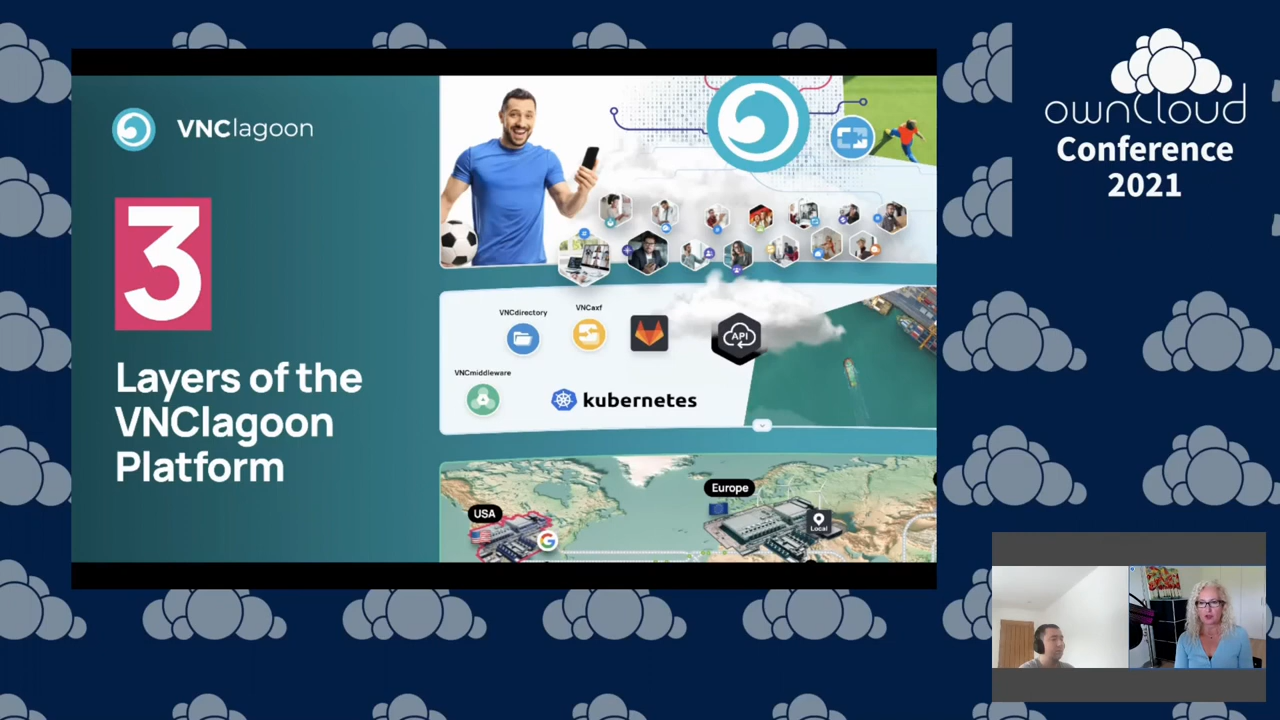 VNClagoon
3
Layers of the
VNClagoon
Platform
VNCdirectory
VNCaxf
API
VNCmiddleware
kubernetes
USA
G
Europe
Local
ownCloud
Conference
2021